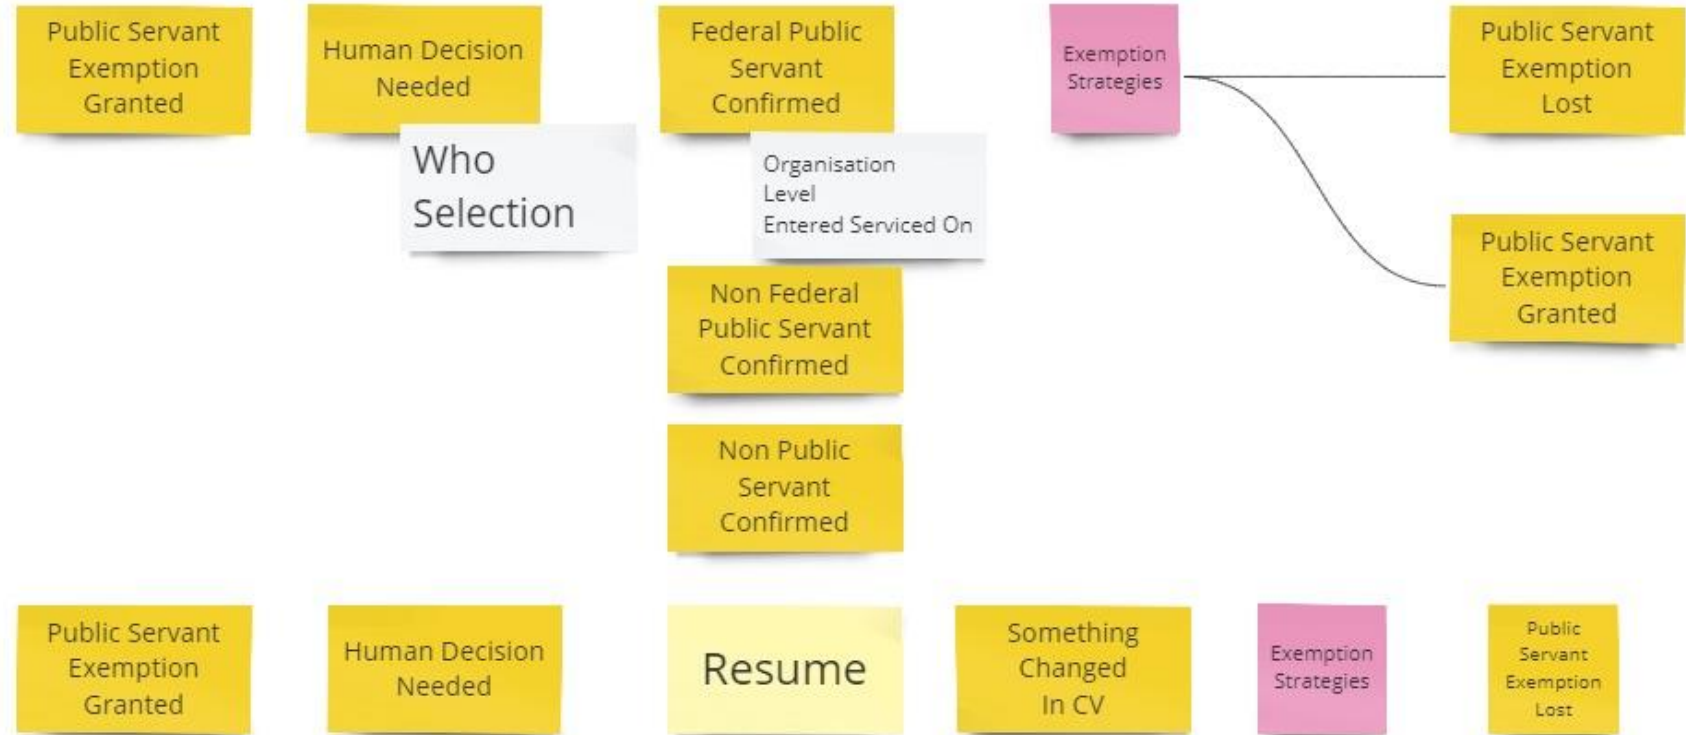 Public Servant
Exemption
Granted
Human Decision
Needed
Who
Selection
Federal Public
Servant
Confirmed
Organisation
Level
Entered Serviced On
Non Federal
Public Servant
Confirmed
Non Public
Servant
Confirmed
Exemption
Strategies
Public Servant
Exemption
Lost
Public Servant
Exemption
Granted
Public Servant
Exemption
Granted
Human Decision
Needed
Resume
Something
Changed
In CV
Exemption
Strategies
Public
Servant
Exemption
Lost